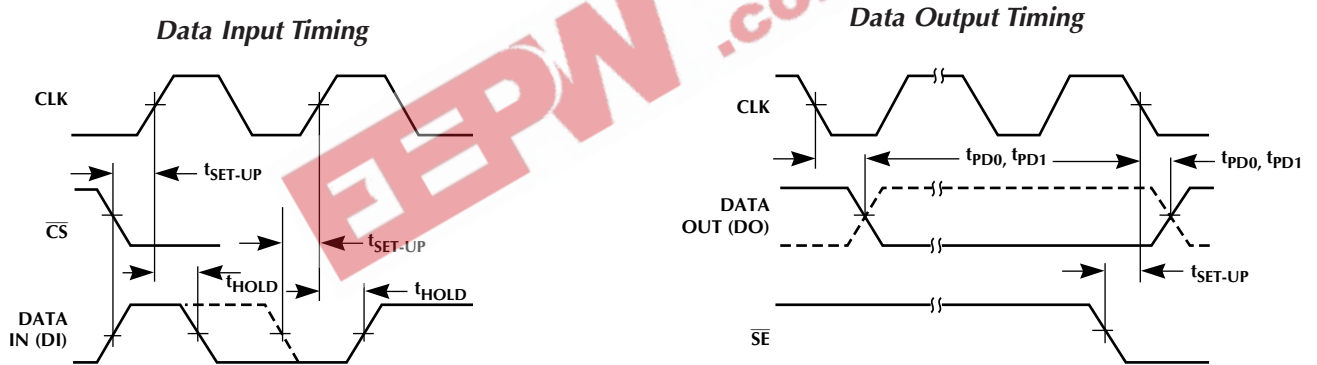 Data Input Timing
CLK
tSET-UP
CS
tSET-UP
tHOLD
tHOLD
DATA
IN (DI)
EEPW .co
Data Output Timing
CLK
tPD0, tPD1
tPD0, tPD1
DATA
OUT (DO)
tSET-UP
SE